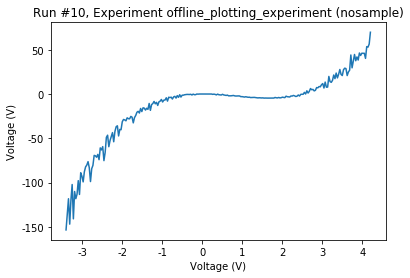 Run #10, Experiment offline_plotting_experiment (nosample)
Voltage (V)
50
0
-50
-100
-150
-3 -2 -1 0 1 2 3 4
Voltage (V)